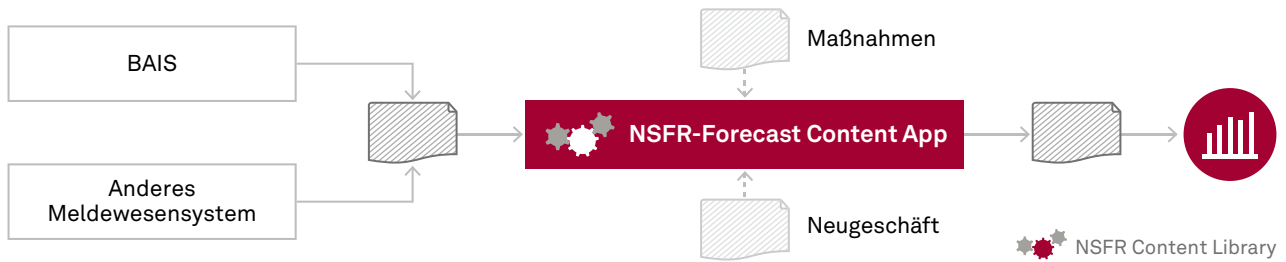 BAIS
Anderes
Meldewesensystem
Maßnahmen
NSFR-Forecast Content App
Neugeschäft
NSFR Content Library